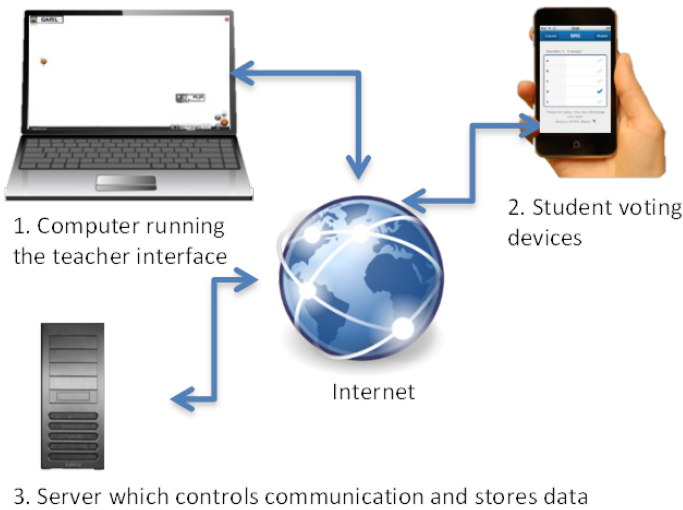 1. Computer running
the teacher interface
2. Student voting
devices
Internet
3. Server which controls communication and stores data